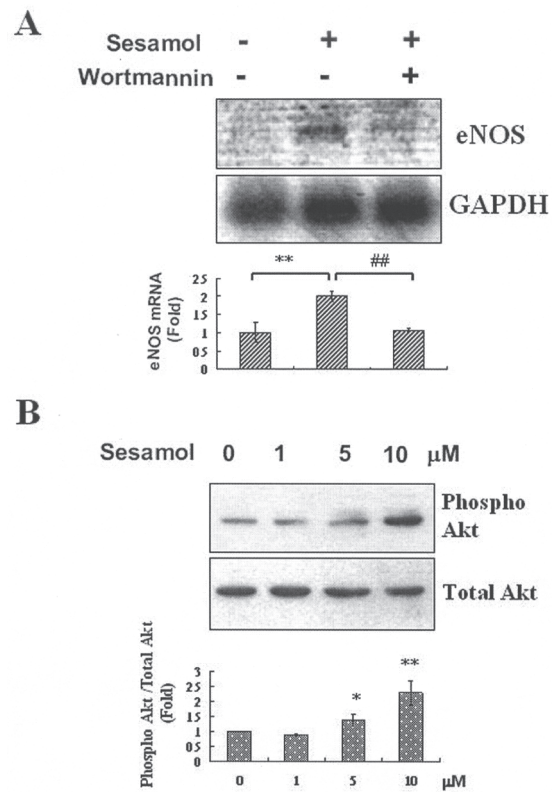 A
Sesamol - + +
Wortmannin - - +
eNOS
GAPDH
** ##
eNOS mRNA
(Fold)
2.5
2
1.5
1
0.5
0
B
Sesamol 0 1 5 10 μM
Phospho
Akt
Total Akt
Phospho Akt /Total Akt
(Fold)
3
2.5
2
1.5
1
0.5
0
* **
0 1 5 10 μM